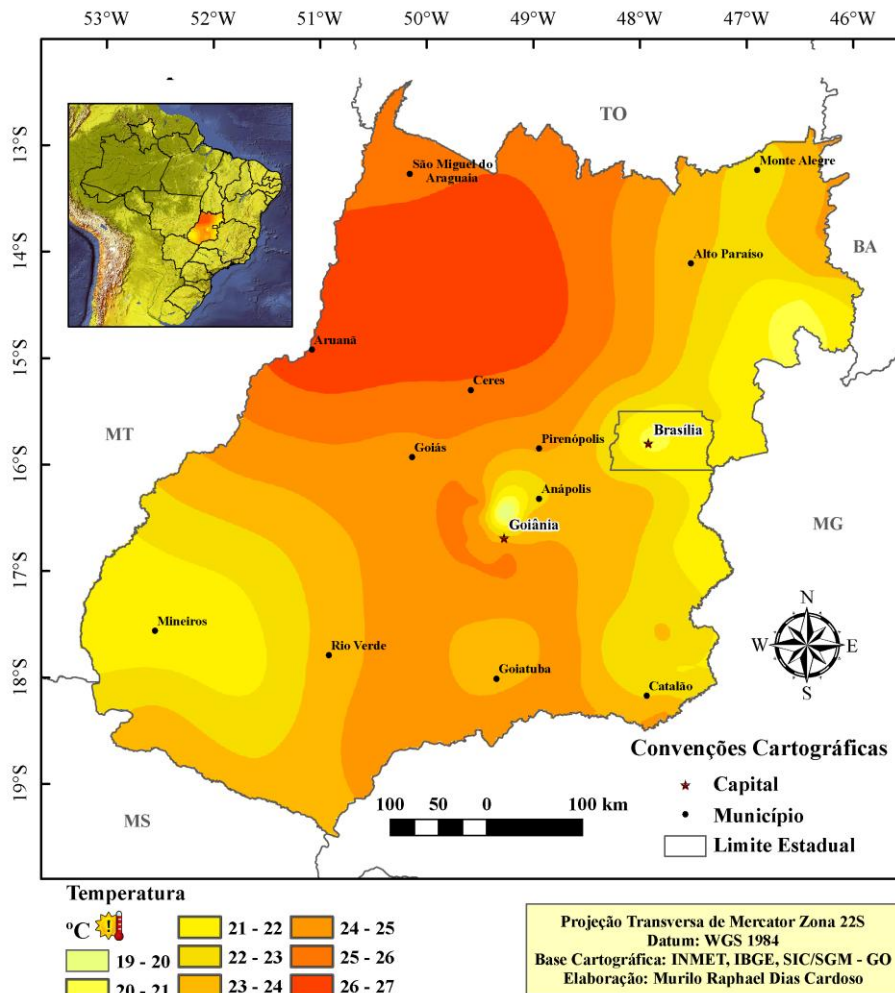 53°W 52°W 51°W 50°W 49°W 48°W 47°W 46°W
TO
13°S
São Miguel do
Araguaia
Monte Alegre
14°S
BA
Alto Paraíso
15°S
Aruanã
Ceres
MT
Brasília
Goiás
Pirenópolis
16°S
Anápolis
Goiânia
MG
17°S
Mineiros
Rio Verde
N
W E
S
18°S
Goiatuba
Catalão
Convenções Cartográficas
19°S
Capital
100 50 0 100 km
Município
MS
Limite Estadual
Temperatura
°C
19 - 20
20 - 21
21 - 22
22 - 23
23 - 24
24 - 25
25 - 26
26 - 27
Projeção Transversa de Mercator Zona 22S
Datum: WGS 1984
Base Cartográfica: INMET, IBGE, SIC/SGM - GO
Elaboração: Murilo Raphael Dias Cardoso